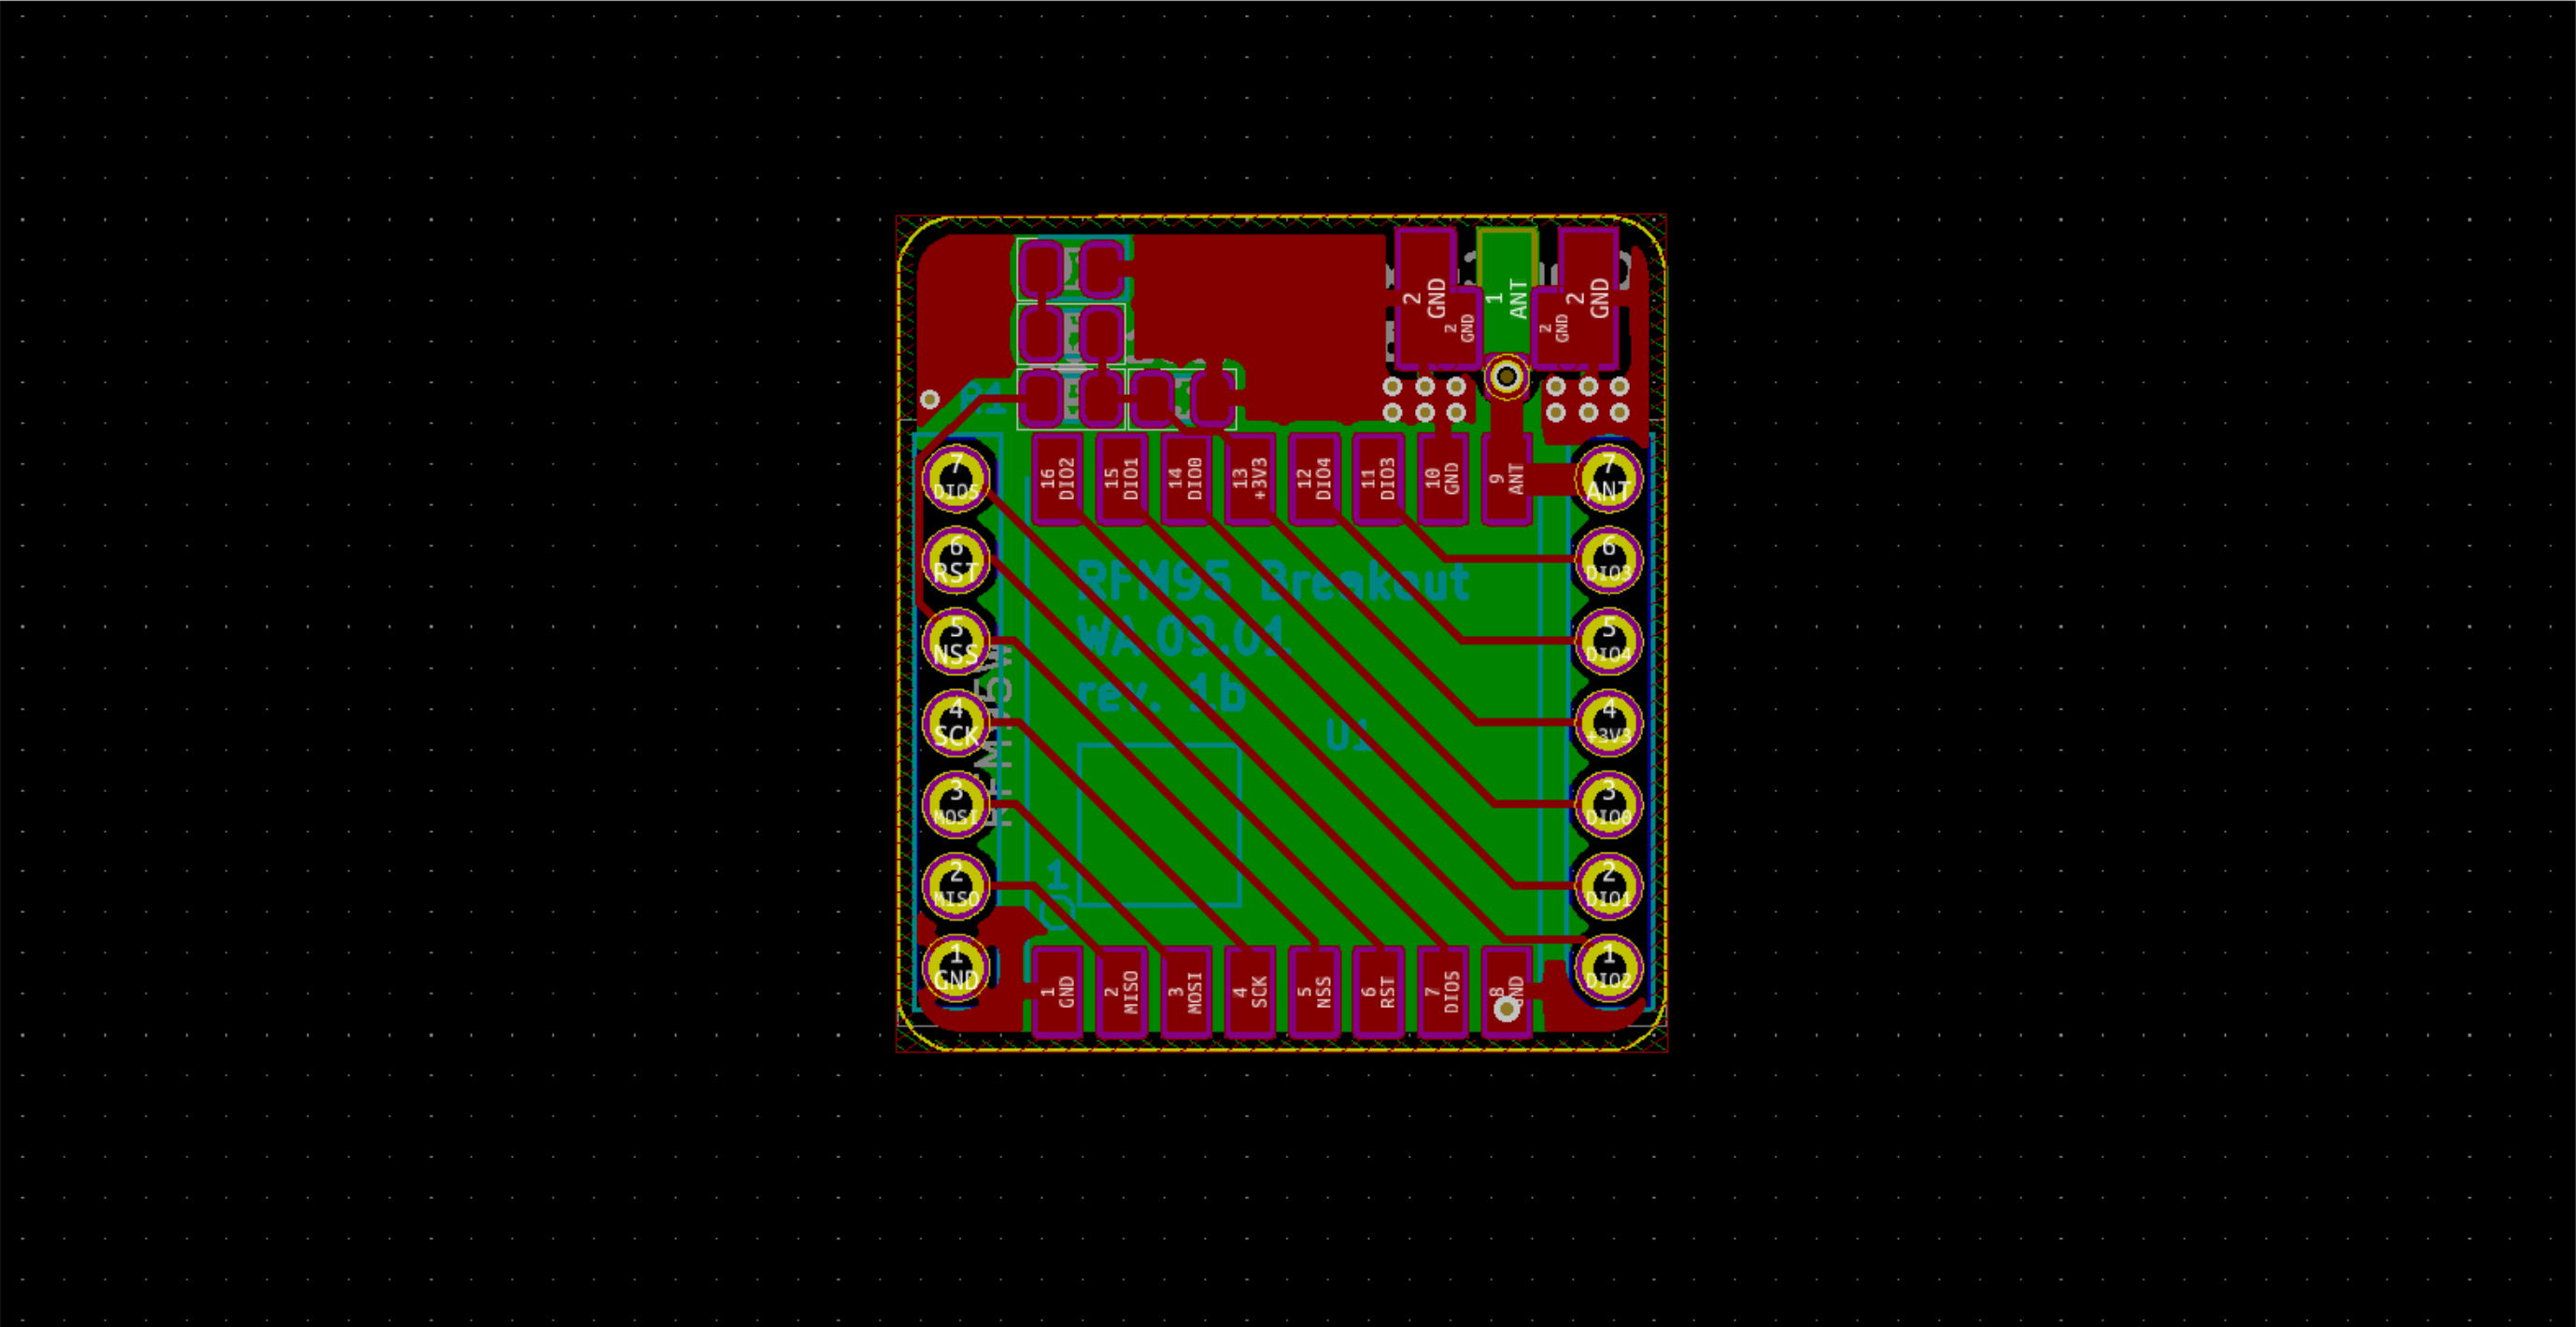 2
GND
1
ANT
2
GND
2
GND
2
GND
R1
16
DIO2
15
DIO1
14
DIO0
13
+3V3
12
DIO4
11
DIO3
10
GND
9
ANT
7
DIO5
7
ANT
6
RST
6
DIO3
RFM95 Breakout
WA.09.01
rev. 1b
5
NSS
5
DIO4
4
SCK
4
+3V3
U1
RFM95W
3
MOSI
3
DIO0
2
MISO
2
DIO1
1
1
GND
1
DIO2
1
GND
2
MISO
3
MOSI
4
SCK
5
NSS
6
RST
7
DIO5
8
GND